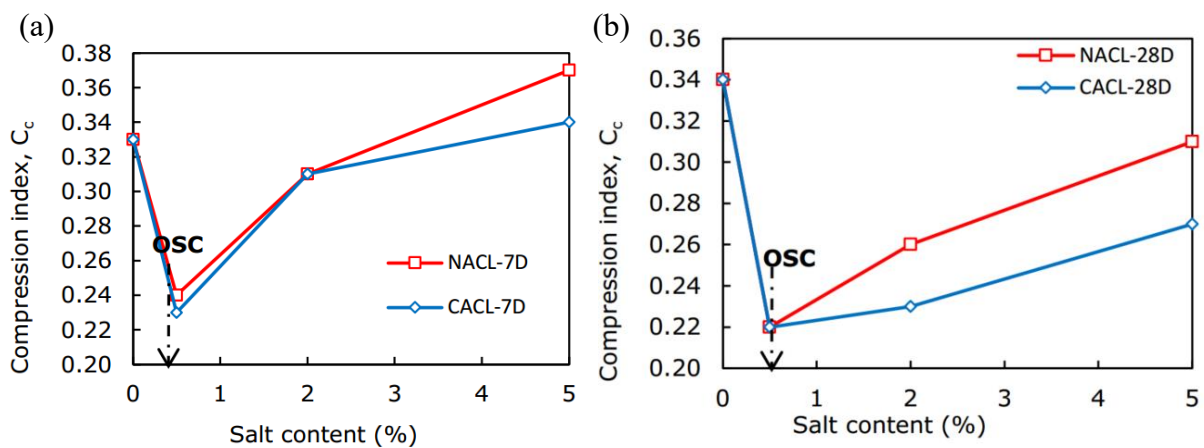 (a)
0.38
0.36
0.34
0.32
0.30
0.28
0.26
0.24
0.22
0.20
Compression index, Cc
OSC
NACL-7D
CACL-7D
0 1 2 3 4 5
Salt content (%)
(b)
0.36
0.34
0.32
0.30
0.28
0.26
0.24
0.22
0.20
Compression index, Cc
NACL-28D
CACL-28D
OSC
0 1 2 3 4 5
Salt content (%)